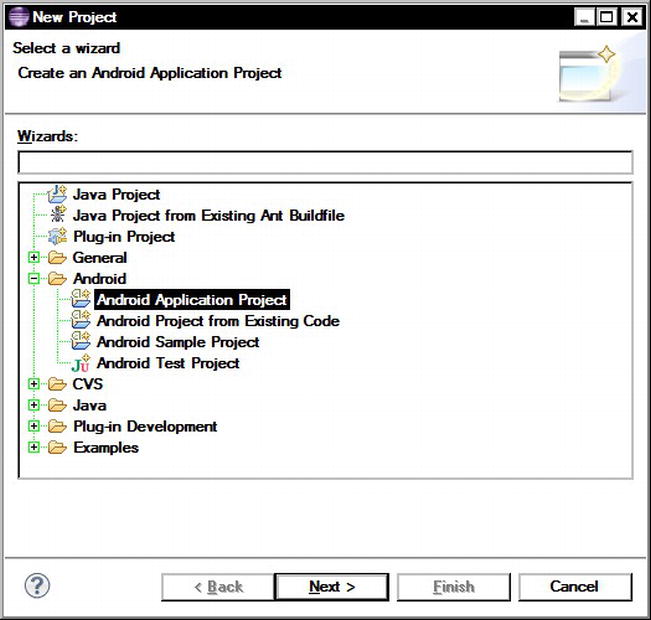 New Project
Select a wizard
Create an Android Application Project
Wizards:
Java Project
Java Project from Existing Ant Buildfile
Plug-in Project
General
Android
Android Application Project
Android Project from Existing Code
Android Sample Project
Android Test Project
CVS
Java
Plug-in Development
Examples
? < Back Next > Finish Cancel